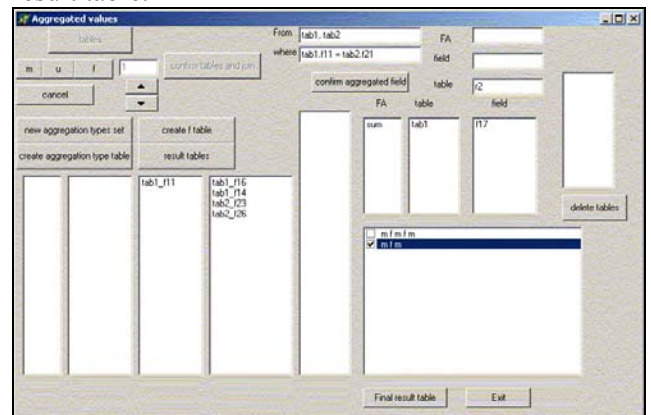 result table.
Aggregated values
tables
From tab1, tab2
where tab1.f11 = tab2.f21
FA
field
table r2
m u f 1
confirm tables and join
cancel
confirm aggregated field
FA table field
new aggregation types set
create f table
create aggregation type table
result tables
sum tab1 f17
tab1_f11
tab1_f16
tab1_f14
tab2_f23
tab2_f26
delete tables
m f m f m
m f m
Final result table
Exit